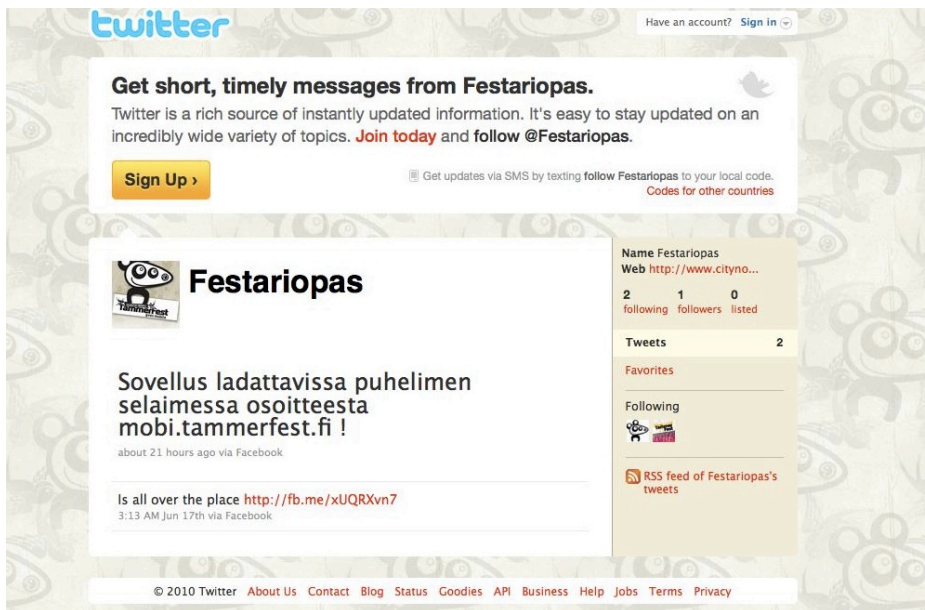 twitter
Have an account? Sign in
Get short, timely messages from Festariopas.
Twitter is a rich source of instantly updated information. It's easy to stay updated on an
incredibly wide variety of topics. Join today and follow @Festariopas.
Sign Up ›
Get updates via SMS by texting follow Festariopas to your local code.
Codes for other countries
Tammerfest
Festariopas
Sovellus ladattavissa puhelimen
selaimessa osoitteesta
mobi.tammerfest.fi !
about 21 hours ago via Facebook
Is all over the place http://fb.me/xUQRXvn7
3:13 AM Jun 17th via Facebook
Name Festariopas
Web http://www.cityno...
2 1 0
following followers listed
Tweets 2
Favorites
Following
RSS feed of Festariopas's
tweets
© 2010 Twitter About Us Contact Blog Status Goodies API Business Help Jobs Terms Privacy